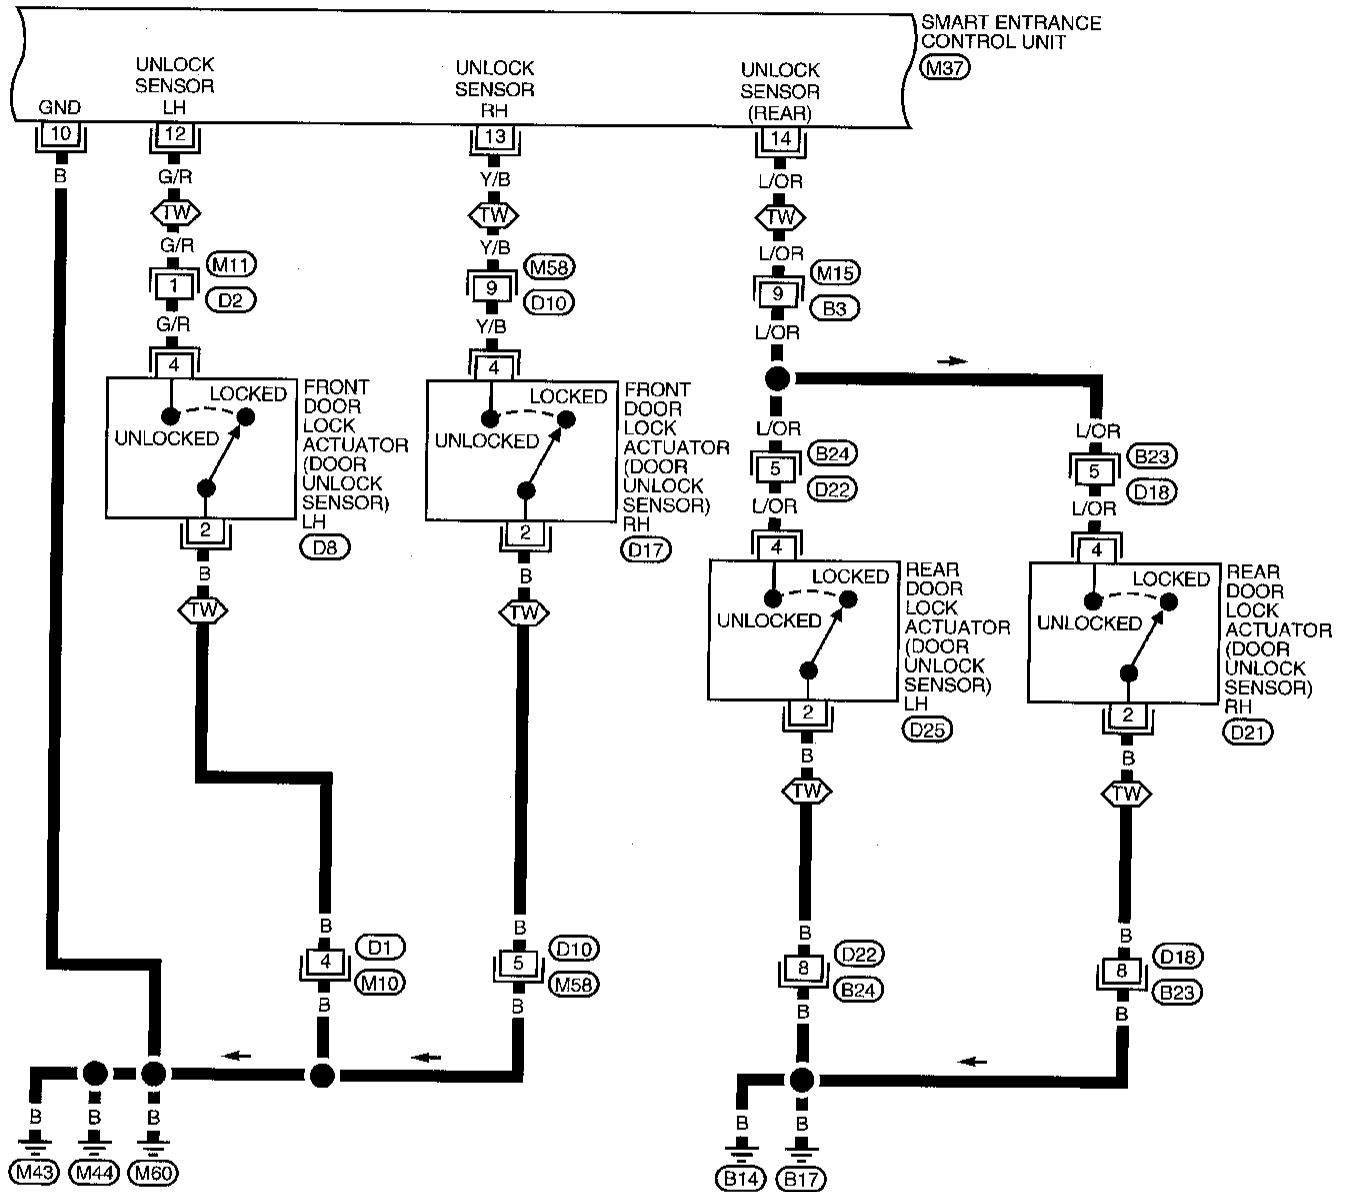 SMART ENTRANCE
CONTROL UNIT
M37
UNLOCK
SENSOR
LH
UNLOCK
SENSOR
RH
UNLOCK
SENSOR
(REAR)
GND
10
12
13
14
B
G/R
Y/B
L/OR
TW
TW
TW
G/R
Y/B
L/OR
M11
1
D2
M58
9
D10
M15
9
B3
G/R
Y/B
L/OR
4
4
LOCKED
UNLOCKED
FRONT
DOOR
LOCK
ACTUATOR
(DOOR
UNLOCK
SENSOR)
LH
D8
LOCKED
UNLOCKED
FRONT
DOOR
LOCK
ACTUATOR
(DOOR
UNLOCK
SENSOR)
RH
D17
L/OR
L/OR
B24
5
D22
B23
5
D18
L/OR
L/OR
2
2
4
4
B
B
TW
TW
LOCKED
UNLOCKED
REAR
DOOR
LOCK
ACTUATOR
(DOOR
UNLOCK
SENSOR)
LH
D25
LOCKED
UNLOCKED
REAR
DOOR
LOCK
ACTUATOR
(DOOR
UNLOCK
SENSOR)
RH
D21
2
2
B
B
TW
TW
B
B
B
B
D1
4
M10
D10
5
M58
D22
8
B24
D18
8
B23
B
B
B
B
B
B
B
B
B
M43
M44
M60
B14
B17